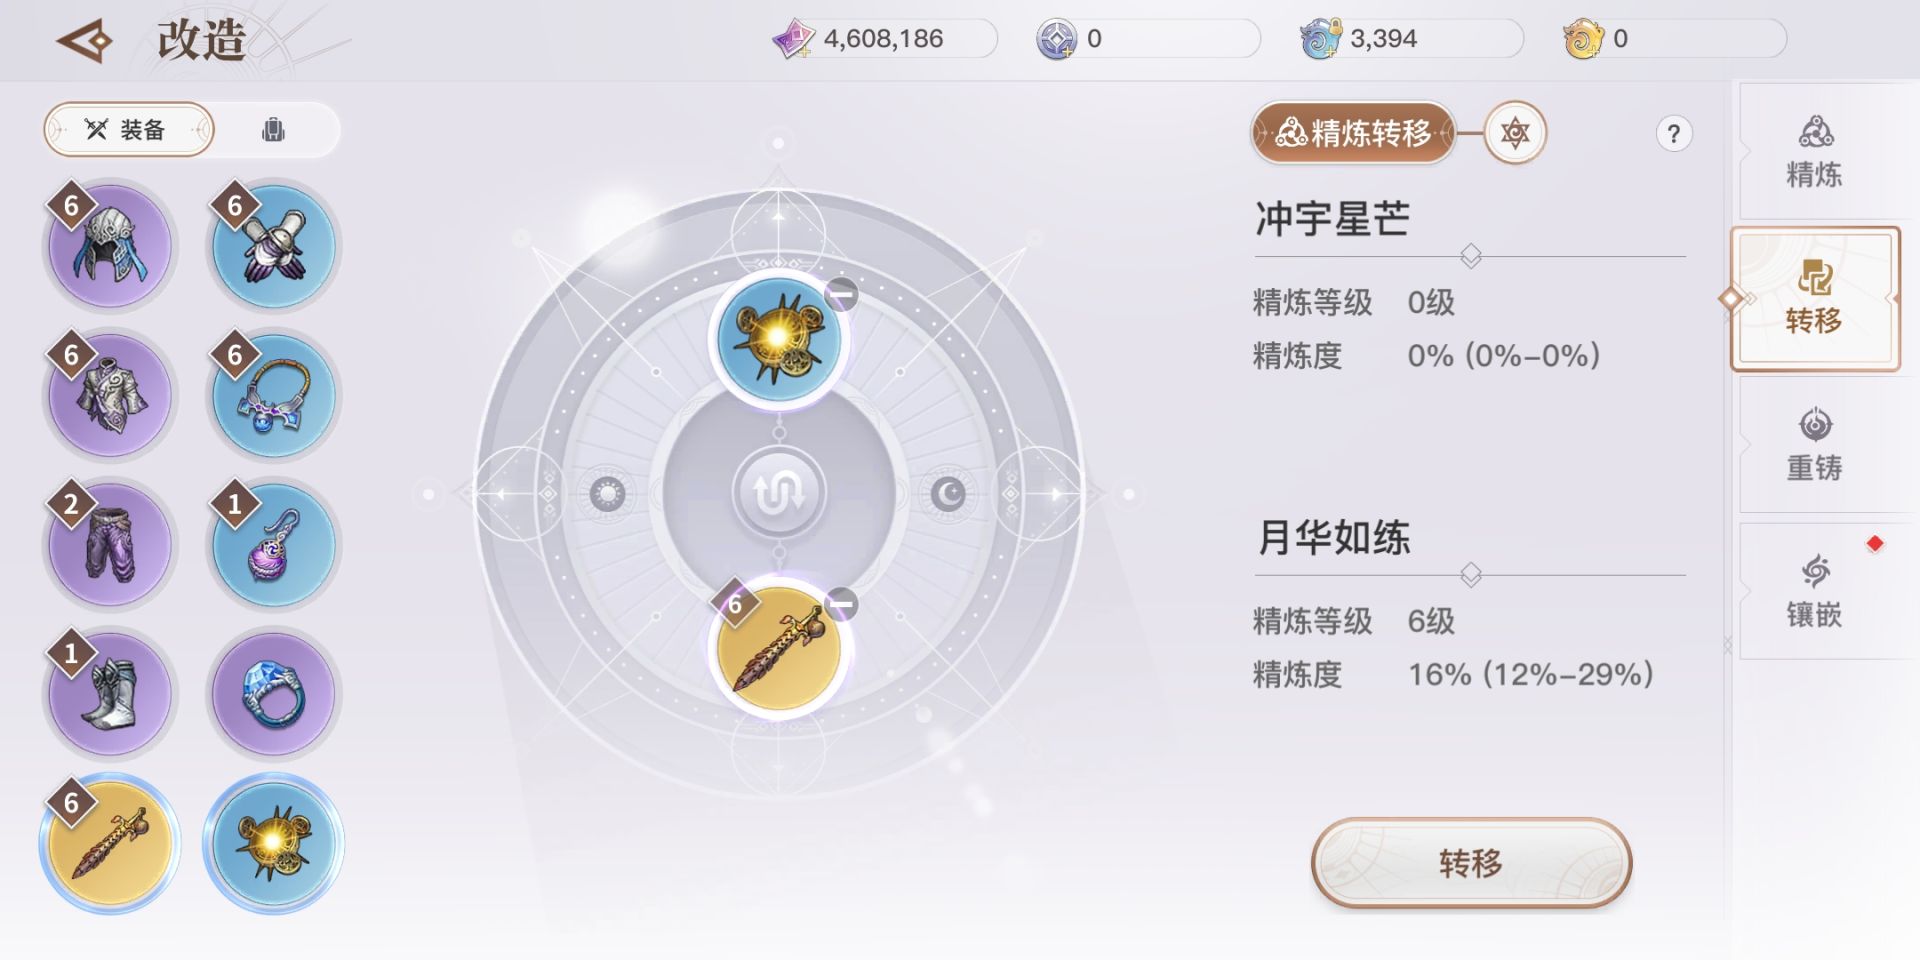 改造
4,608,186
0
3,394
0
装备
6
6
6
6
2
1
1
6
6
精炼转移
?
冲宇星芒
精炼等级 0级
精炼度 0% (0%-0%)
月华如练
精炼等级 6级
精炼度 16% (12%-29%)
转移
精炼
转移
重铸
镶嵌